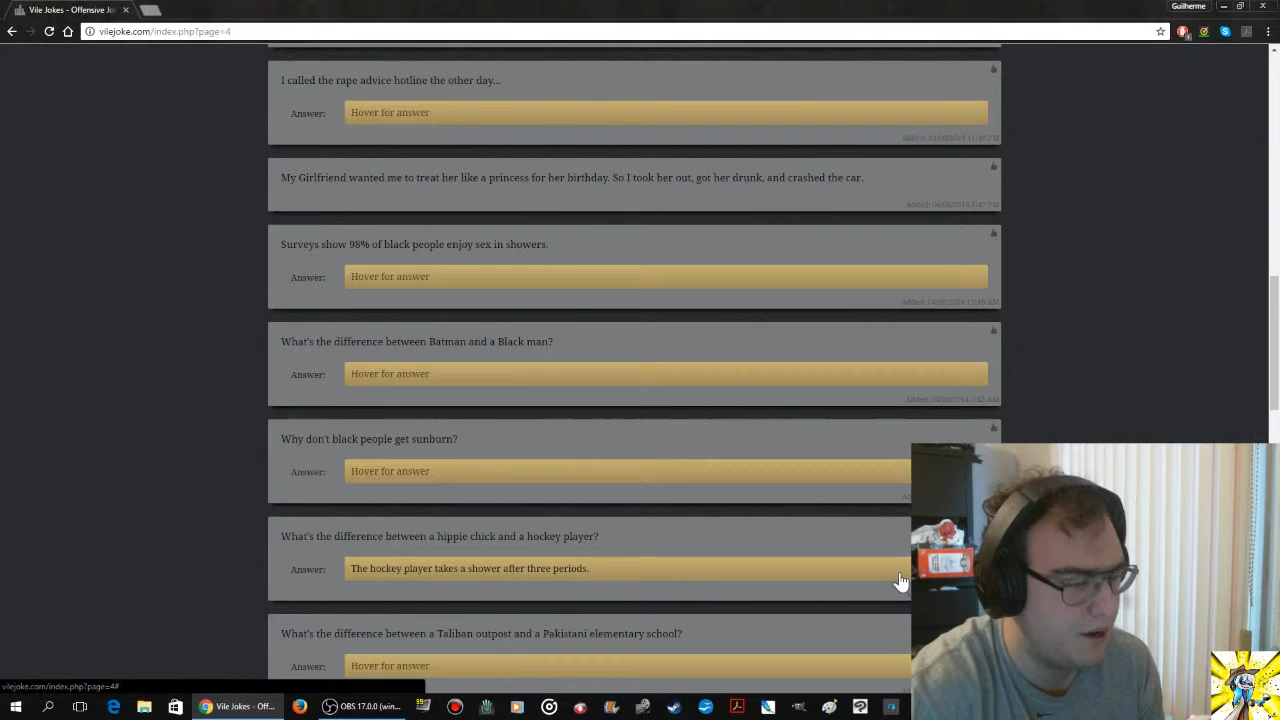 Vile Jokes - Offensive Jo
Guilherme
vilejoke.com/index.php?page=4
I called the rape advice hotline the other day...
Answer:
Hover for answer
My Girlfriend wanted me to treat her like a princess for her birthday. So I took her out, got her drunk, and crashed the car.
Surveys show 98% of black people enjoy sex in showers.
Answer:
Hover for answer
What's the difference between Batman and a Black man?
Answer:
Hover for answer
Why don't black people get sunburn?
Answer:
Hover for answer
What's the difference between a hippie chick and a hockey player?
Answer:
The hockey player takes a shower after three periods.
What's the difference between a Taliban outpost and a Pakistani elementary school?
Answer:
Hover for answer
vilejoke.com/index.php?page=4#
Vile Jokes - Off...
OBS 17.0.0 (win...